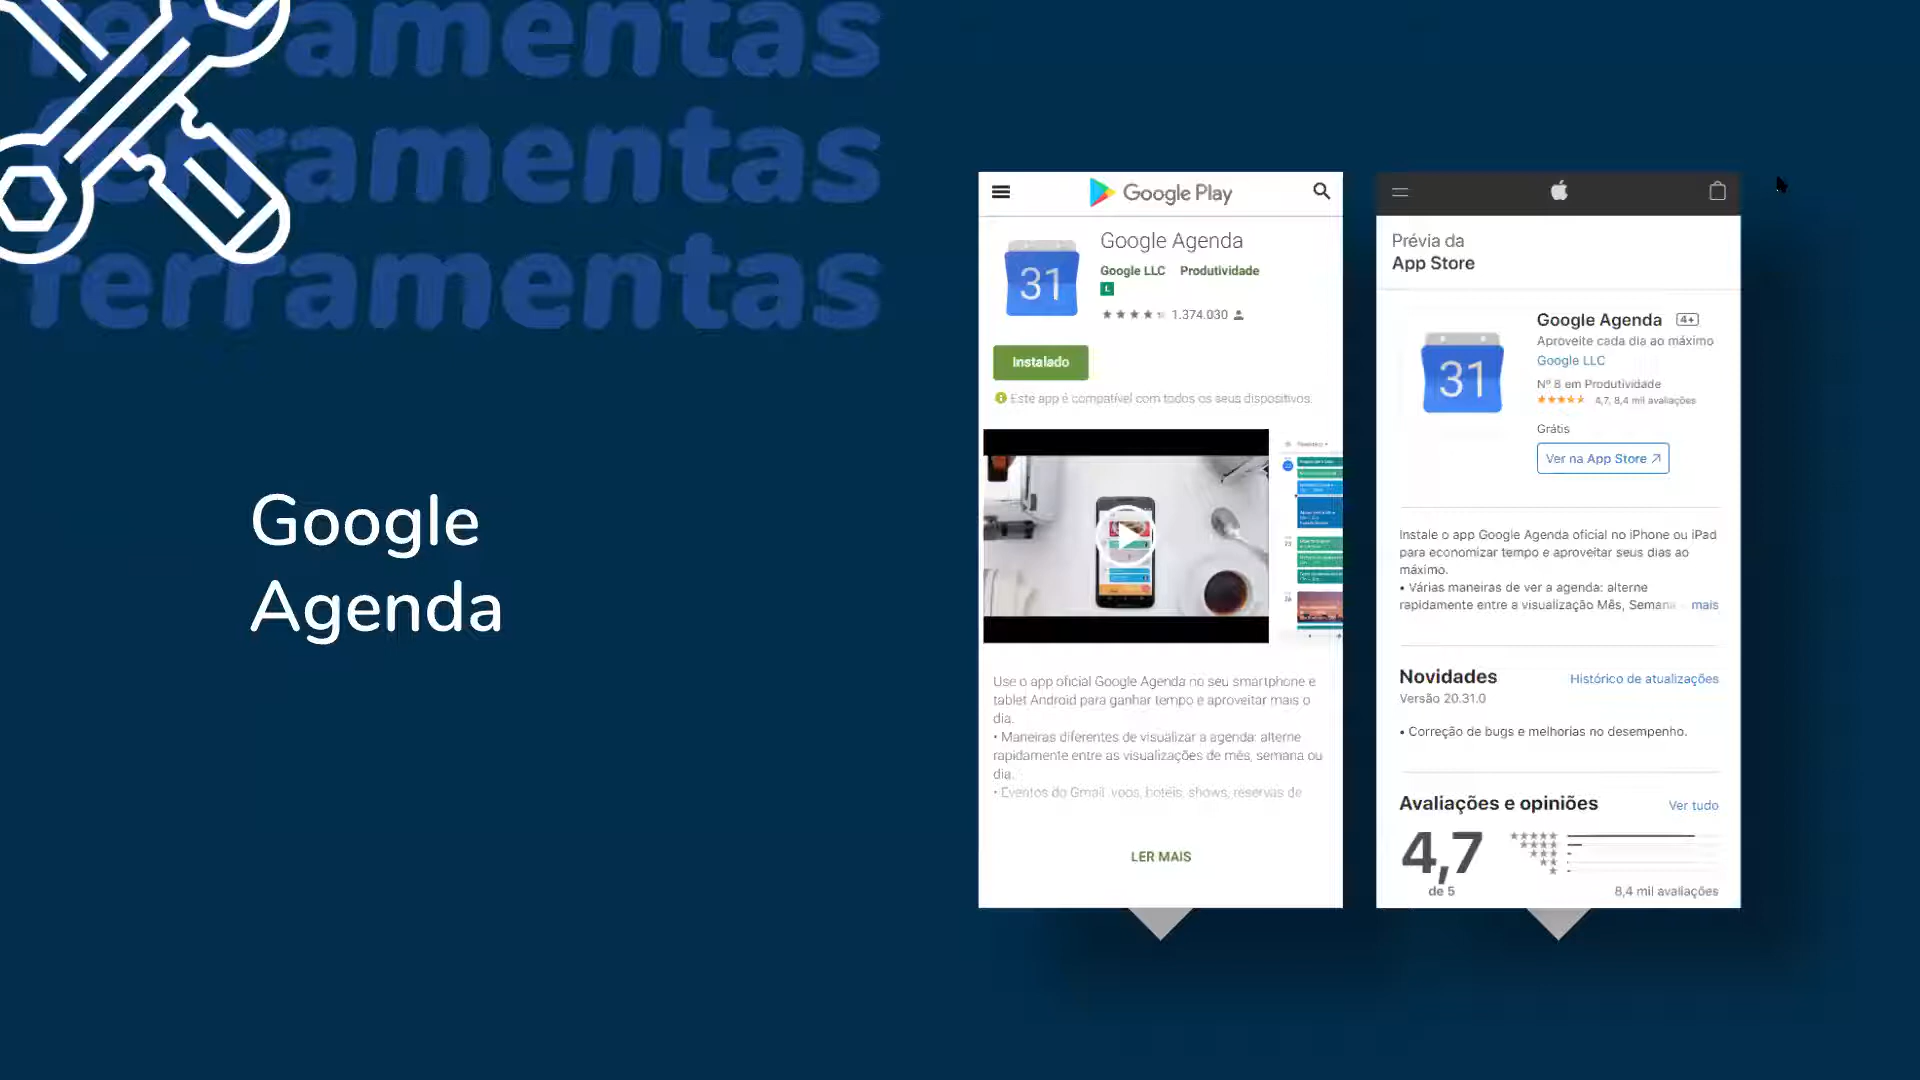 ferramentas
ferramentas
ferramentas
Google
Agenda
Google Play
Google Agenda
Google LLC Produtividade
L
1.374.030
31
Instalado
Este app é compatível com todos os seus dispositivos.
Use o app oficial Google Agenda no seu smartphone e
tablet Android para ganhar tempo e aproveitar mais o
dia.
• Maneiras diferentes de visualizar a agenda: alterne
rapidamente entre as visualizações de mês, semana ou
dia.
• Eventos do Gmail: voos, hotéis, shows, reservas de
LER MAIS
Prévia da
App Store
31
Google Agenda 4+
Aproveite cada dia ao máximo
Google LLC
Nº 8 em Produtividade
4,7, 8,4 mil avaliações
Grátis
Ver na App Store
Instale o app Google Agenda oficial no iPhone ou iPad
para economizar tempo e aproveitar seus dias ao
máximo.
• Várias maneiras de ver a agenda: alterne
rapidamente entre a visualização Mês, Semana e mais
Novidades Histórico de atualizações
Versão 20.31.0
• Correção de bugs e melhorias no desempenho.
Avaliações e opiniões Ver tudo
4,7
de 5
8,4 mil avaliações